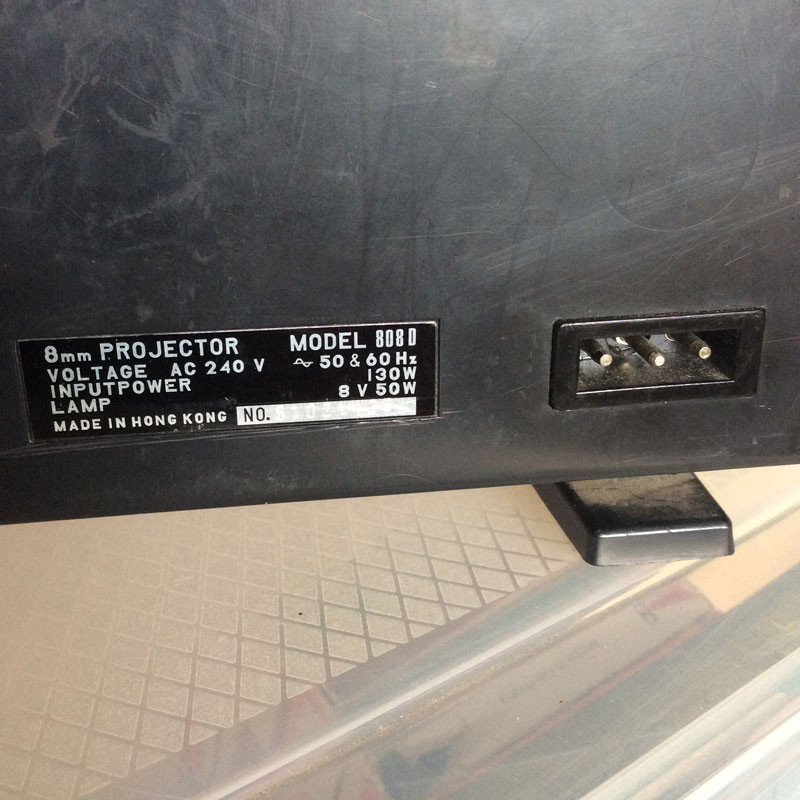 8mm PROJECTOR MODEL 808 D
VOLTAGE AC 240 V ∿ 50 & 60 Hz
INPUTPOWER 130W
LAMP 8 V 50W
MADE IN HONG KONG NO.